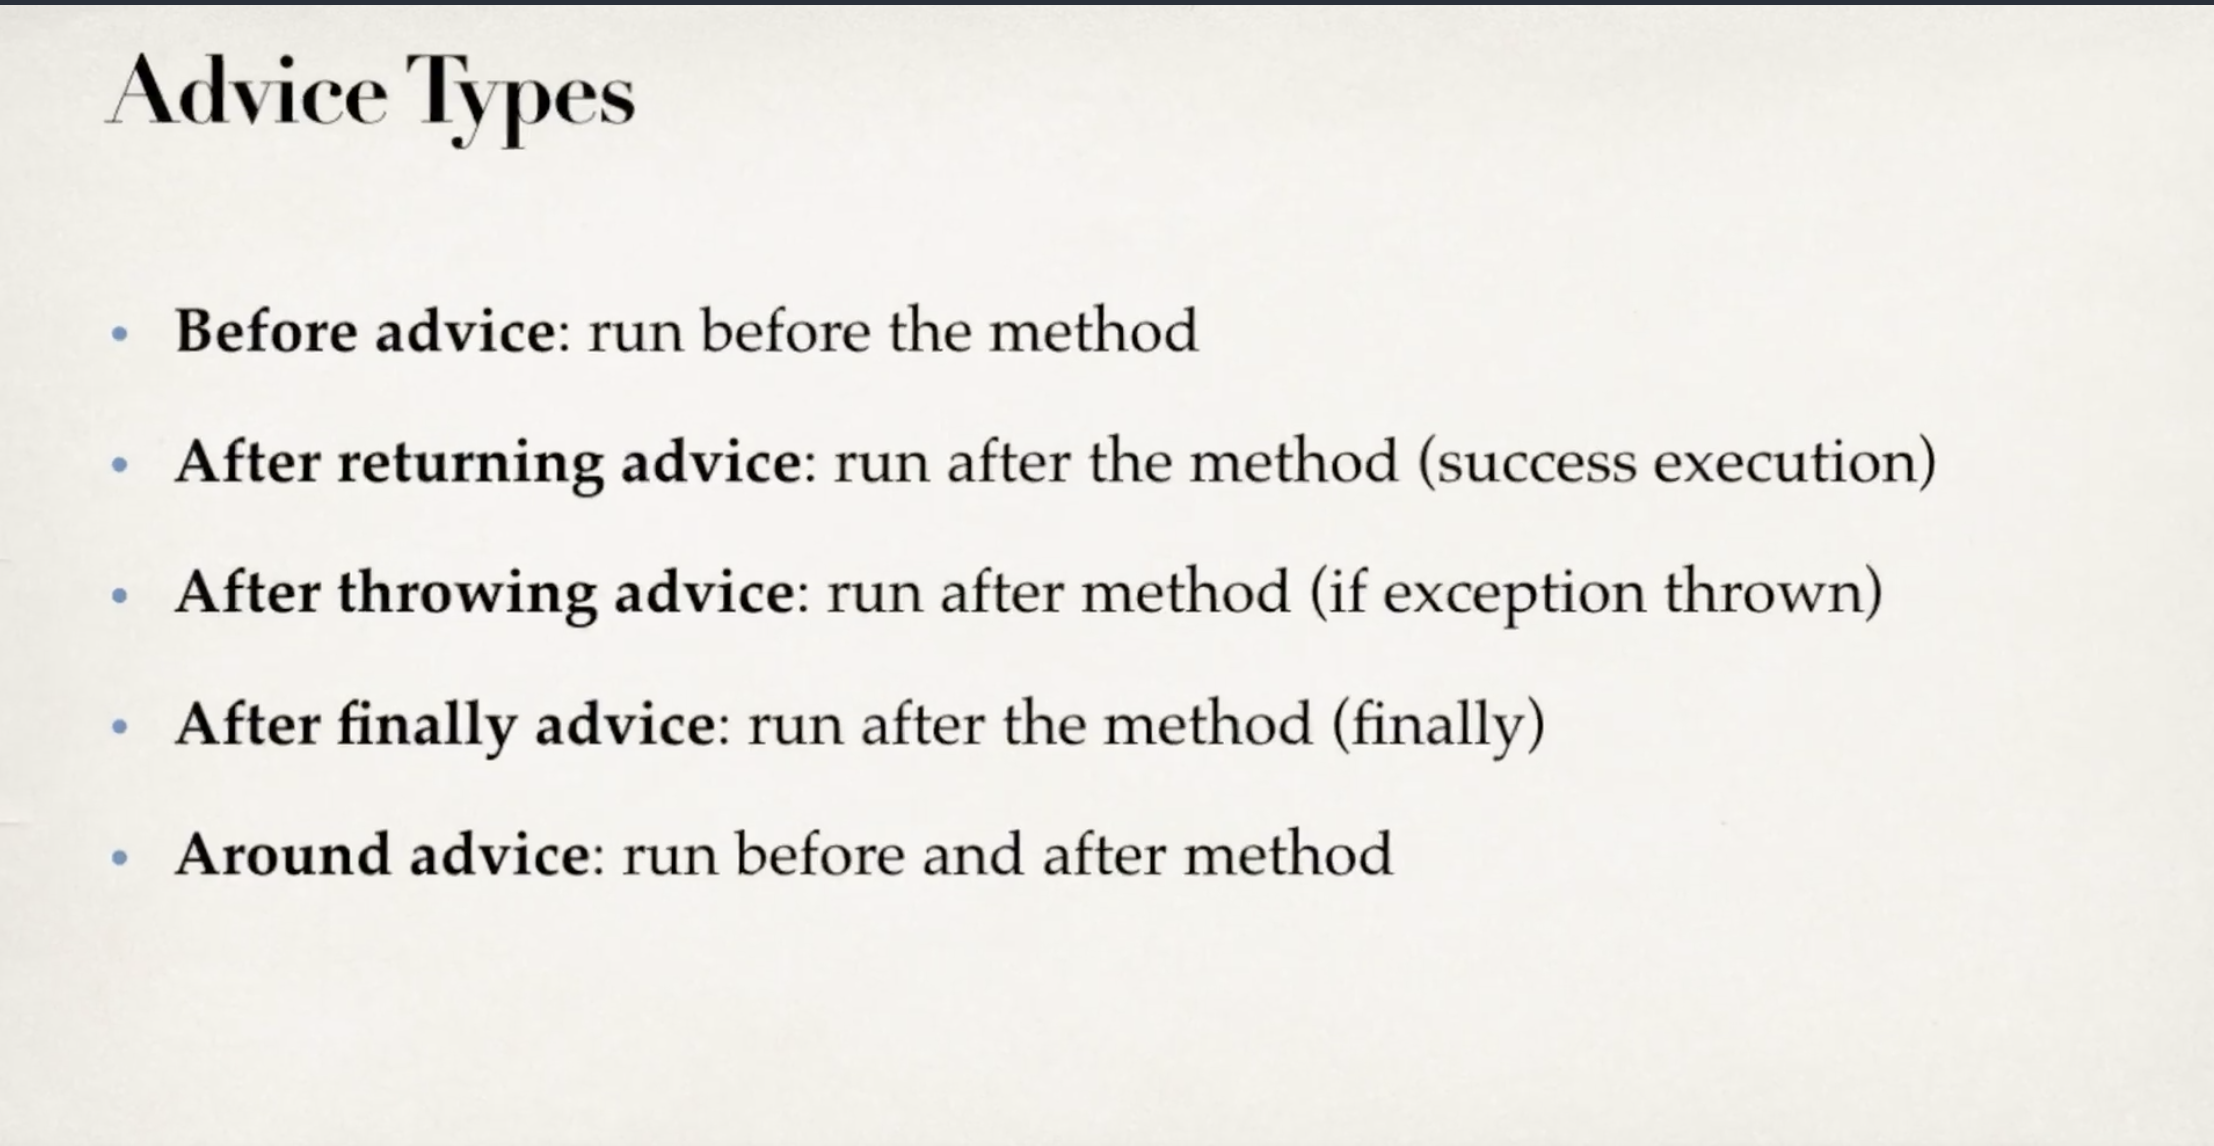 Advice Types
• Before advice: run before the method
• After returning advice: run after the method (success execution)
• After throwing advice: run after method (if exception thrown)
• After finally advice: run after the method (finally)
• Around advice: run before and after method